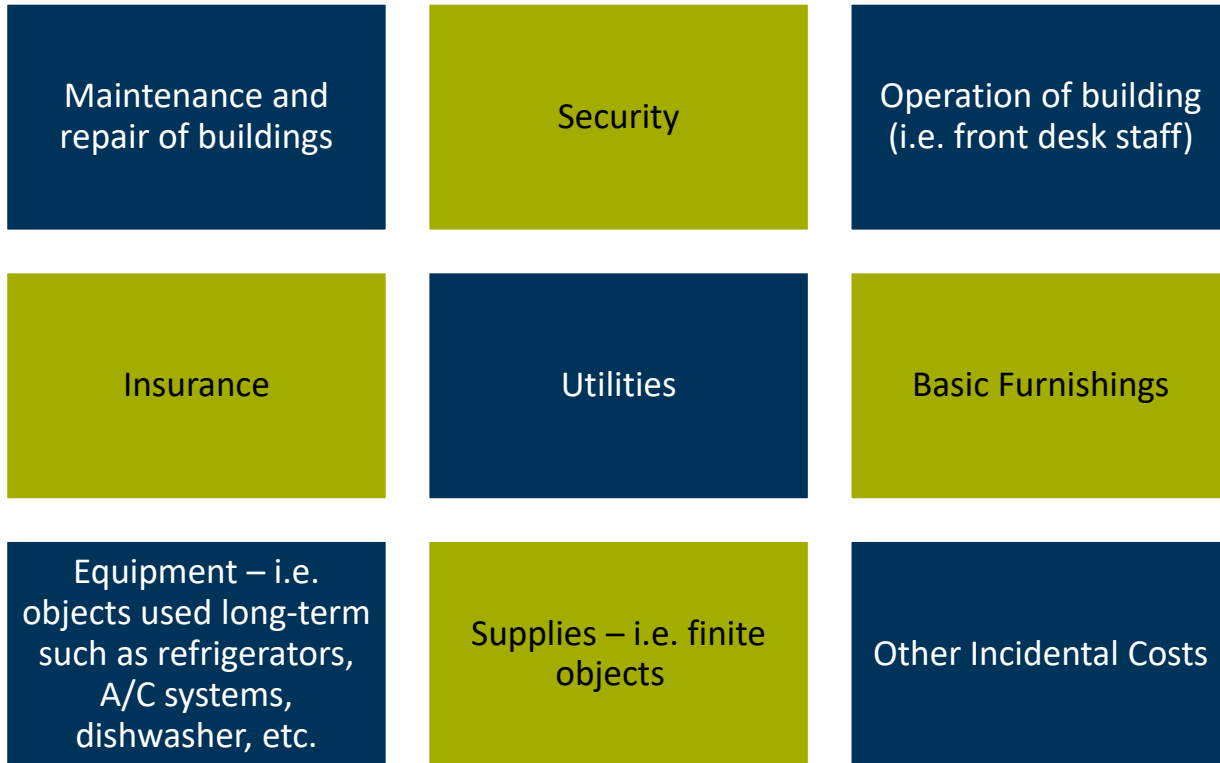 Maintenance and
repair of buildings
Security
Operation of building
(i.e. front desk staff)
Insurance
Utilities
Basic Furnishings
Equipment – i.e.
objects used long-term
such as refrigerators,
A/C systems,
dishwasher, etc.
Supplies – i.e. finite
objects
Other Incidental Costs